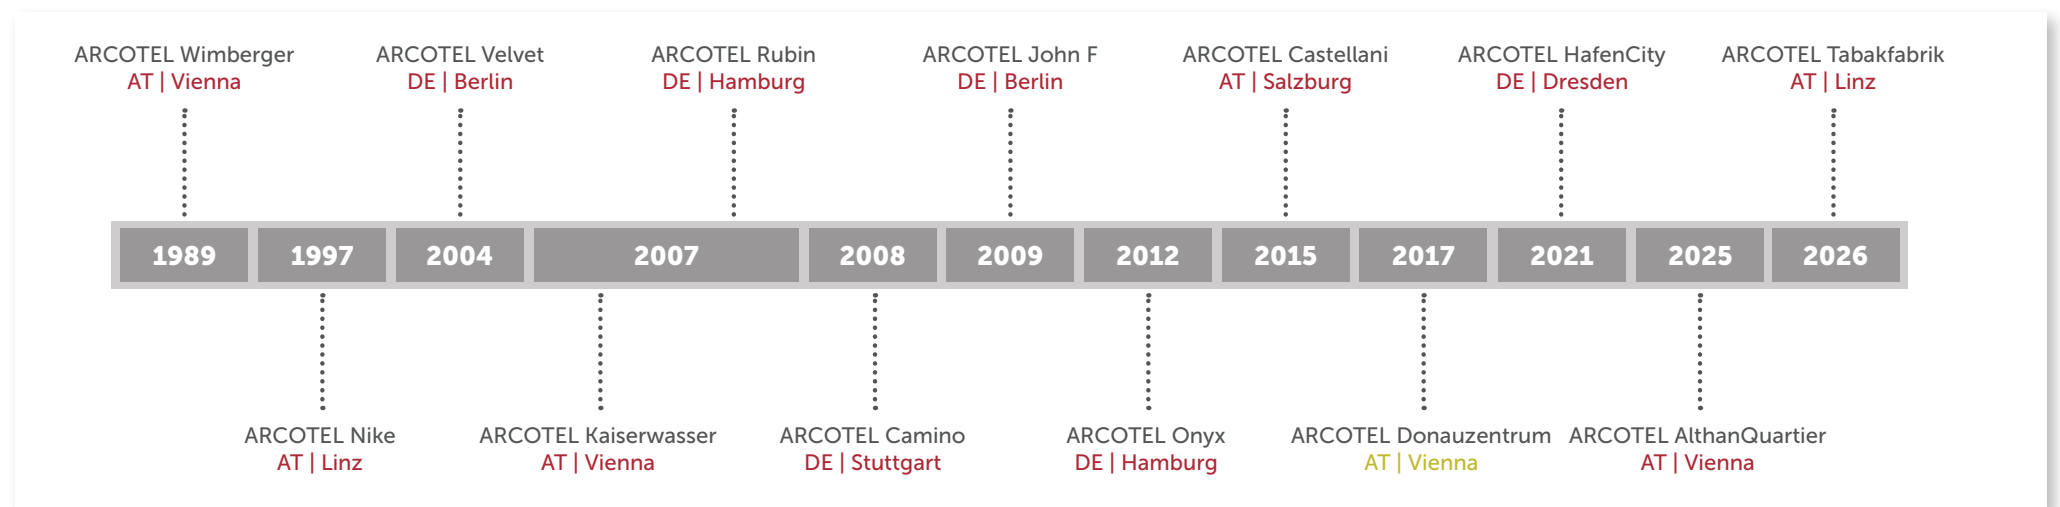 ARCOTEL Wimberger
AT | Vienna
ARCOTEL Velvet
DE | Berlin
ARCOTEL Rubin
DE | Hamburg
ARCOTEL John F
DE | Berlin
ARCOTEL Castellani
AT | Salzburg
ARCOTEL HafenCity
DE | Dresden
ARCOTEL Tabakfabrik
AT | Linz
1989
1997
2004
2007
2008
2009
2012
2015
2017
2021
2025
2026
ARCOTEL Nike
AT | Linz
ARCOTEL Kaiserwasser
AT | Vienna
ARCOTEL Camino
DE | Stuttgart
ARCOTEL Onyx
DE | Hamburg
ARCOTEL Donauzentrum
AT | Vienna
ARCOTEL AlthanQuartier
AT | Vienna